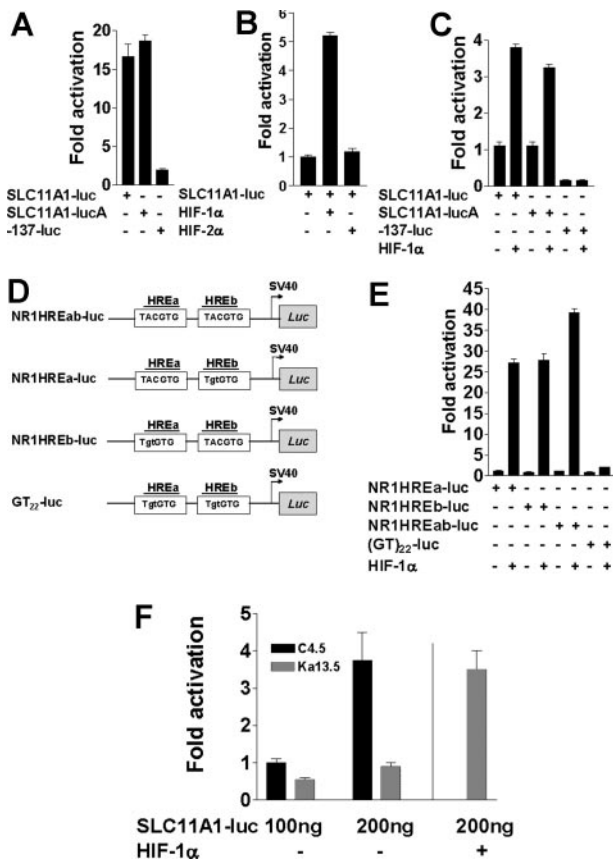 A
Fold activation
20
15
10
5
0
SLC11A1-luc + - -
SLC11A1-lucA - + -
-137-luc - - +
B
Fold activation
6
5
4
3
2
1
0
SLC11A1-luc + + +
HIF-1α - + -
HIF-2α - - +
C
Fold activation
4
3
2
1
0
SLC11A1-luc + + - - - -
SLC11A1-lucA - - + + - -
-137-luc - - - - + +
HIF-1α - + - + - +
D
SV40
HREa HREb
NR1HREab-luc TACGTG TACGTG Luc
SV40
HREa HREb
NR1HREa-luc TACGTG TgtGTG Luc
SV40
HREa HREb
NR1HREb-luc TgtGTG TACGTG Luc
SV40
HREa HREb
GT22-luc TgtGTG TgtGTG Luc
E
Fold activation
45
40
35
30
25
20
15
10
5
0
NR1HREa-luc + + - - - - - -
NR1HREb-luc - - + + - - - -
NR1HREab-luc - - - - + + - -
(GT)22-luc - - - - - - + +
HIF-1α - + - + - + - +
F
Fold activation
5
4
3
2
1
0
C4.5
Ka13.5
SLC11A1-luc 100ng 200ng 200ng
HIF-1α - - +